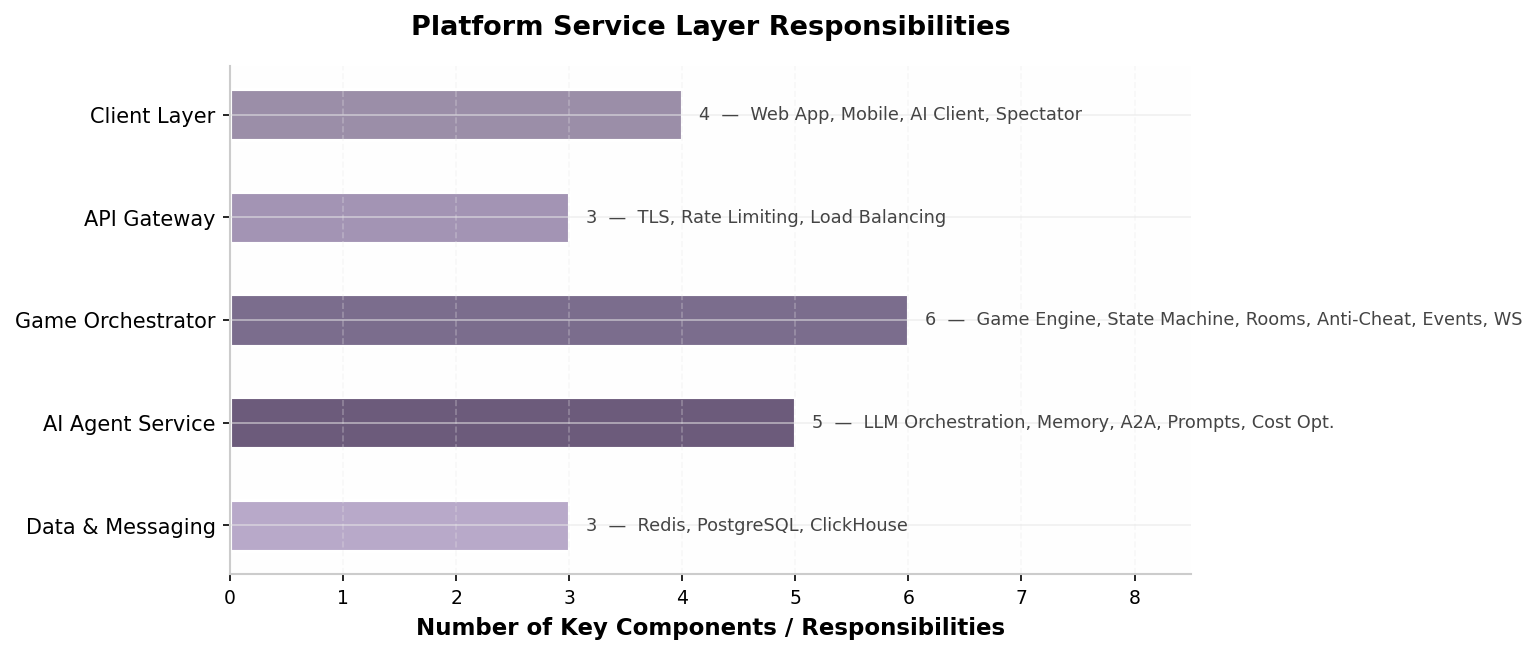 Platform Service Layer Responsibilities
Client Layer
4 — Web App, Mobile, AI Client, Spectator
API Gateway
3 — TLS, Rate Limiting, Load Balancing
Game Orchestrator
6 — Game Engine, State Machine, Rooms, Anti-Cheat, Events, WS
AI Agent Service
5 — LLM Orchestration, Memory, A2A, Prompts, Cost Opt.
Data & Messaging
3 — Redis, PostgreSQL, ClickHouse
0 1 2 3 4 5 6 7 8
Number of Key Components / Responsibilities